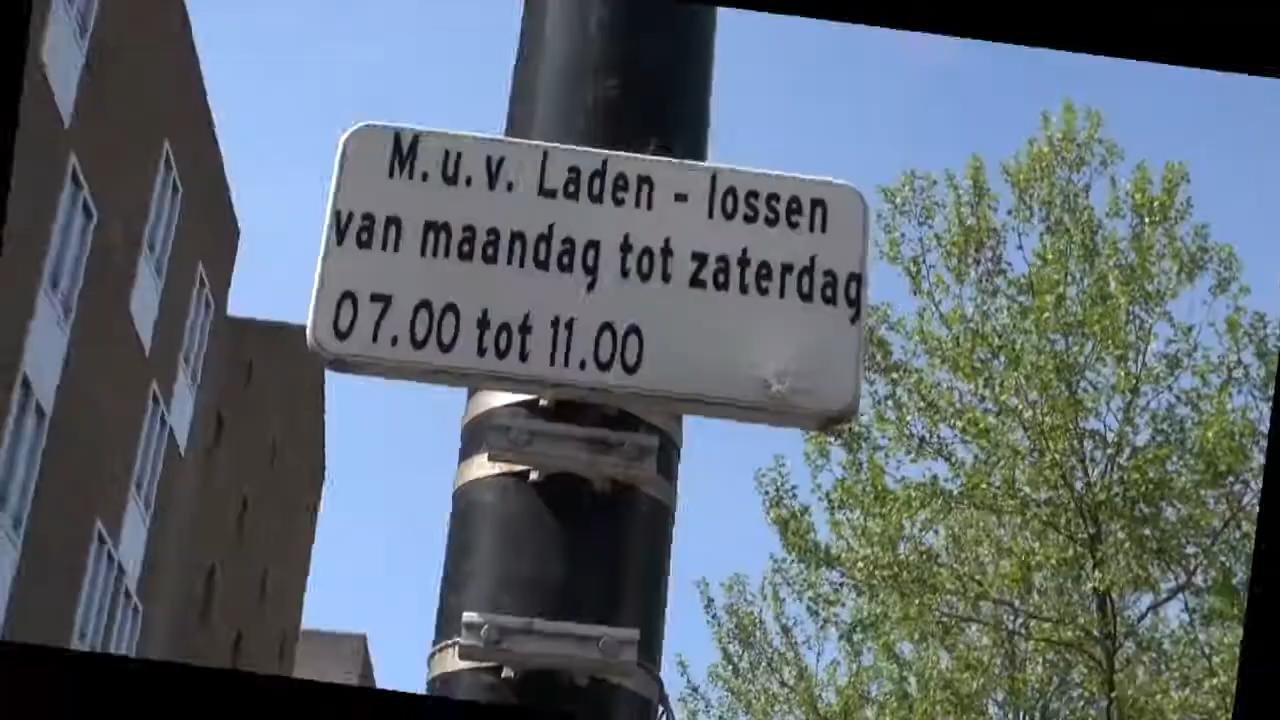 M.u.v. Laden - lossen
van maandag tot zaterdag
07.00 tot 11.00